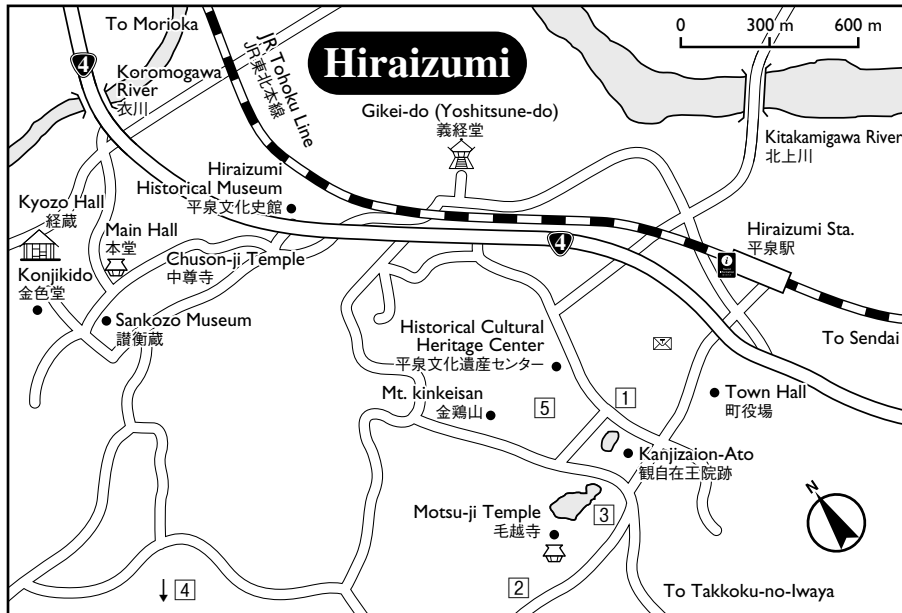 To Morioka
4
Koromogawa
River
衣川
JR Tohoku Line
JR東北本線
Hiraizumi
0 300 m 600 m
Gikei-do (Yoshitsune-do)
義経堂
Kitakamigawa River
北上川
Hiraizumi
Historical Museum
平泉文化史館
Kyozo Hall
経蔵
Main Hall
本堂
Chuson-ji Temple
中尊寺
Konjikido
金色堂
Sankozo Museum
讃衡蔵
4
Hiraizumi Sta.
平泉駅
i
To Sendai
Historical Cultural
Heritage Center
平泉文化遺産センター
Mt. kinkeisan
金鶏山
5
1
Town Hall
町役場
Kanjizaion-Ato
観自在王院跡
Motsu-ji Temple
毛越寺
3
2
4
N
To Takkoku-no-Iwaya